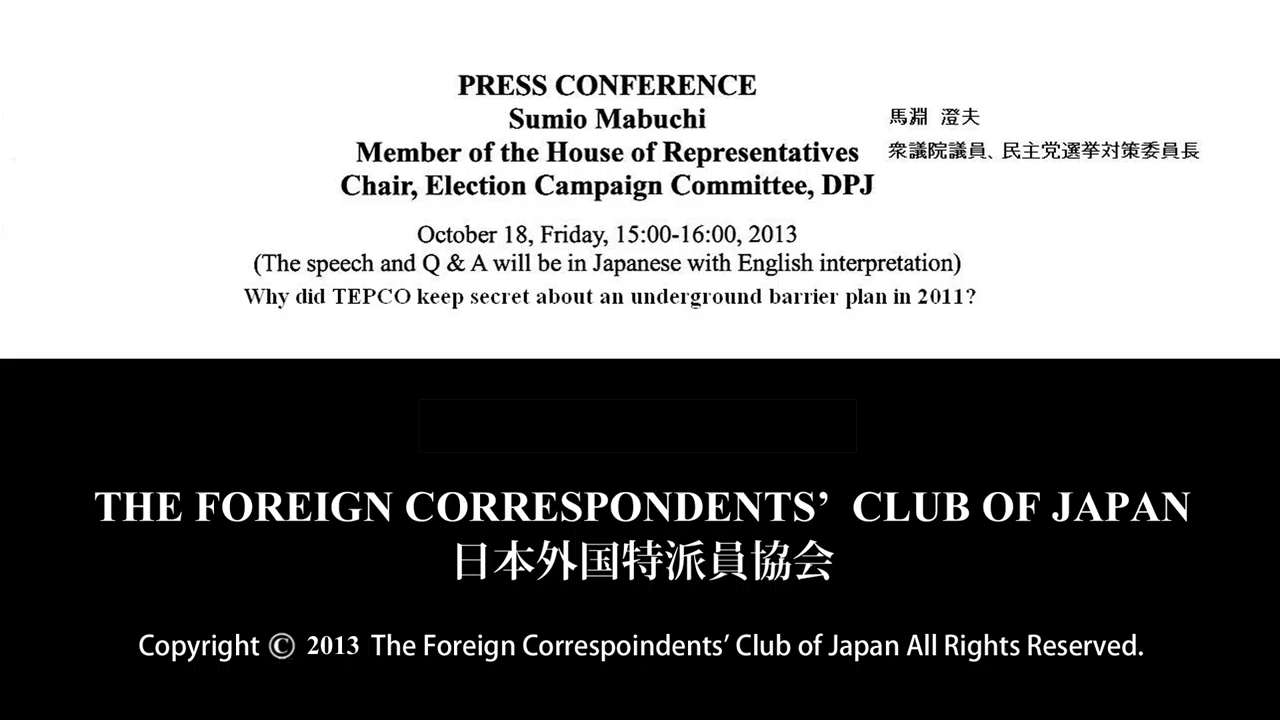 PRESS CONFERENCE
Sumio Mabuchi 馬淵 澄夫
Member of the House of Representatives 衆議院議員、民主党選挙対策委員長
Chair, Election Campaign Committee, DPJ
October 18, Friday, 15:00-16:00, 2013
(The speech and Q & A will be in Japanese with English interpretation)
Why did TEPCO keep secret about an underground barrier plan in 2011?
THE FOREIGN CORRESPONDENTS’ CLUB OF JAPAN
日本外国特派員協会
Copyright © 2013 The Foreign Correspoindents’ Club of Japan All Rights Reserved.